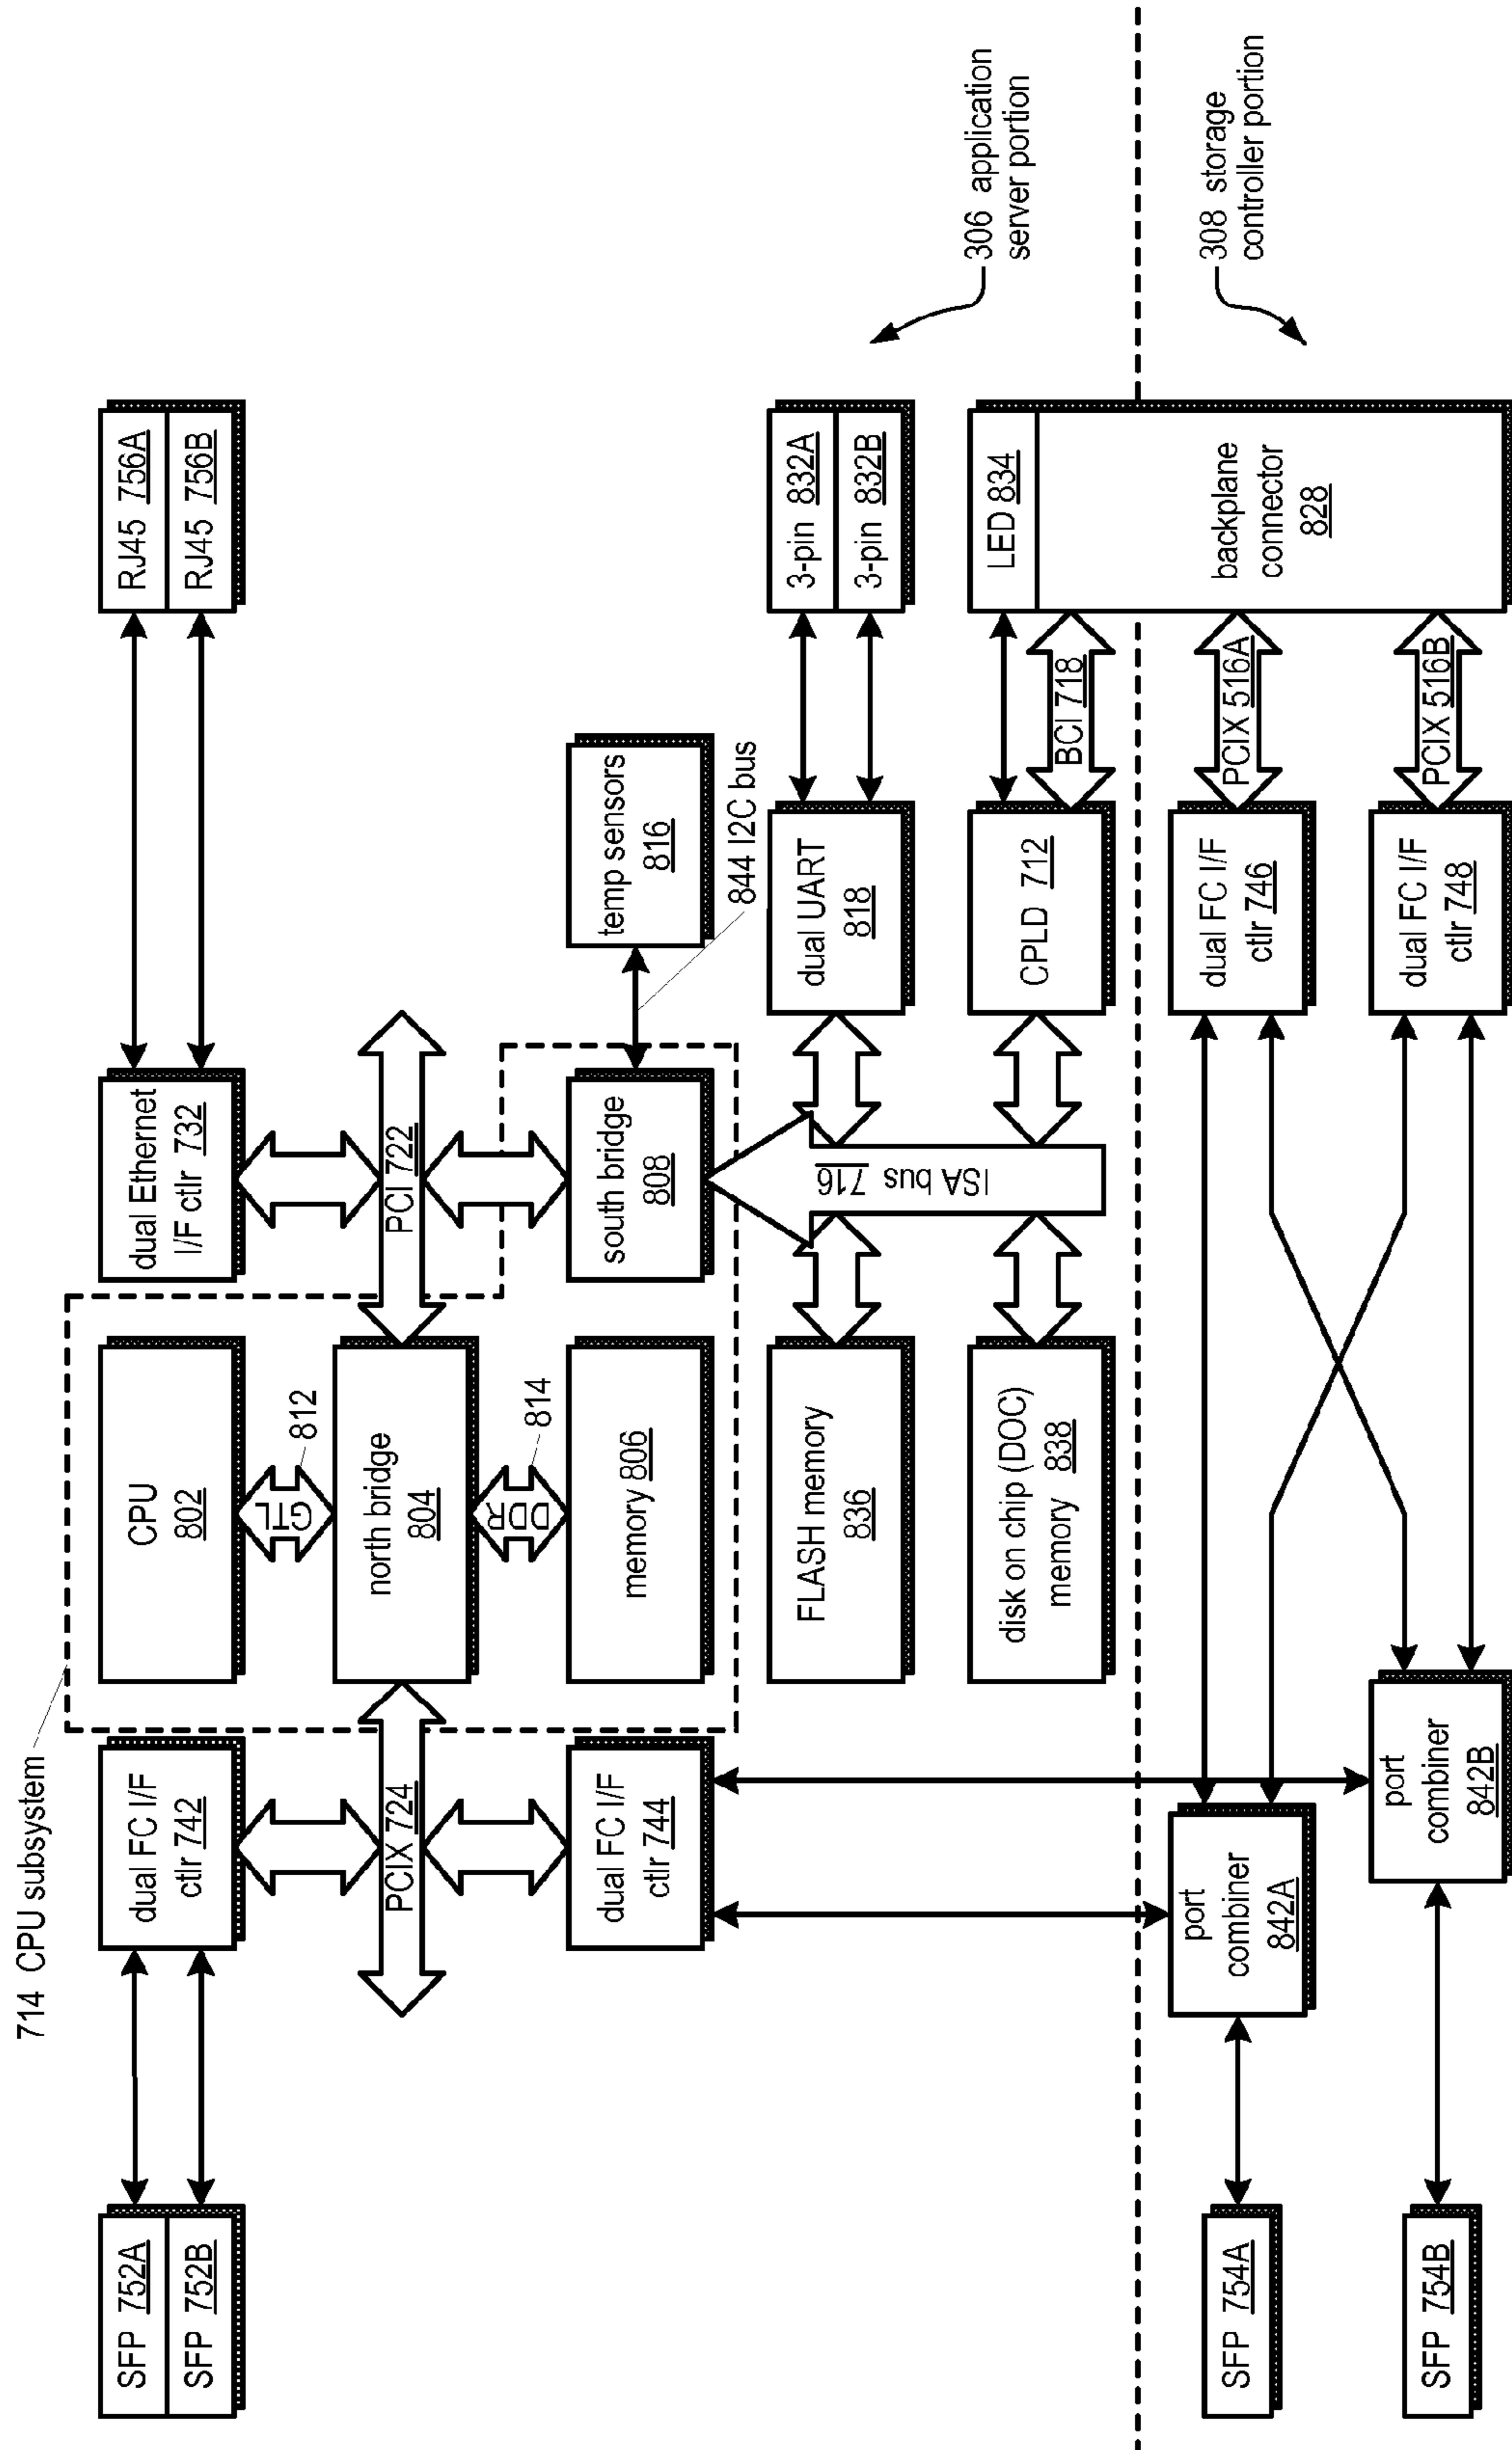 714 CPU subsystem
SFP 752A
SFP 752B
dual FC I/F
ctlr 742
CPU
802
dual Ethernet
I/F ctlr 732
RJ45 756A
RJ45 756B
GTL
812
PCIX 724
north bridge
804
PCI 722
DDR
814
dual FC I/F
ctlr 744
memory 806
south bridge
808
temp sensors
816
844 I2C bus
FLASH memory
836
ISA bus 716
dual UART
818
3-pin 832A
3-pin 832B
disk on chip (DOC)
memory 838
CPLD 712
LED 834
BCI 718
backplane
connector
828
306 application
server portion
308 storage
controller portion
SFP 754A
port
combiner
842A
dual FC I/F
ctlr 746
PCIX 516A
SFP 754B
port
combiner
842B
dual FC I/F
ctlr 748
PCIX 516B